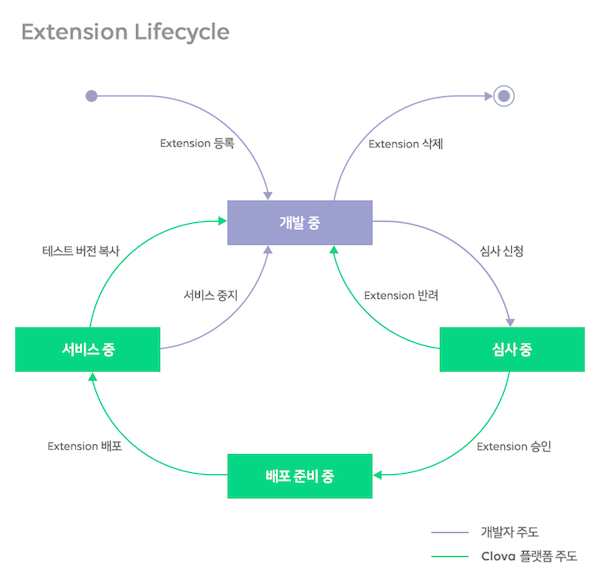 Extension Lifecycle
Extension 등록
Extension 삭제
개발 중
테스트 버전 복사
심사 신청
서비스 중지
Extension 반려
서비스 중
심사 중
Extension 배포
Extension 승인
배포 준비 중
개발자 주도
Clova 플랫폼 주도